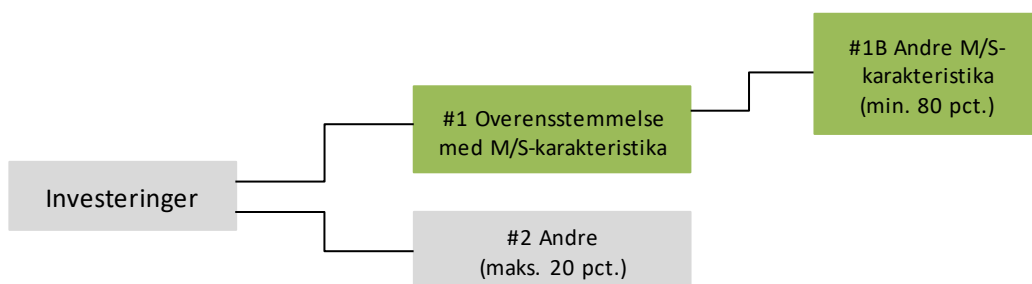 Investeringer
#1 Overensstemmelse
med M/S-karakteristika
#2 Andre
(maks. 20 pct.)
#1B Andre M/S-
karakteristika
(min. 80 pct.)